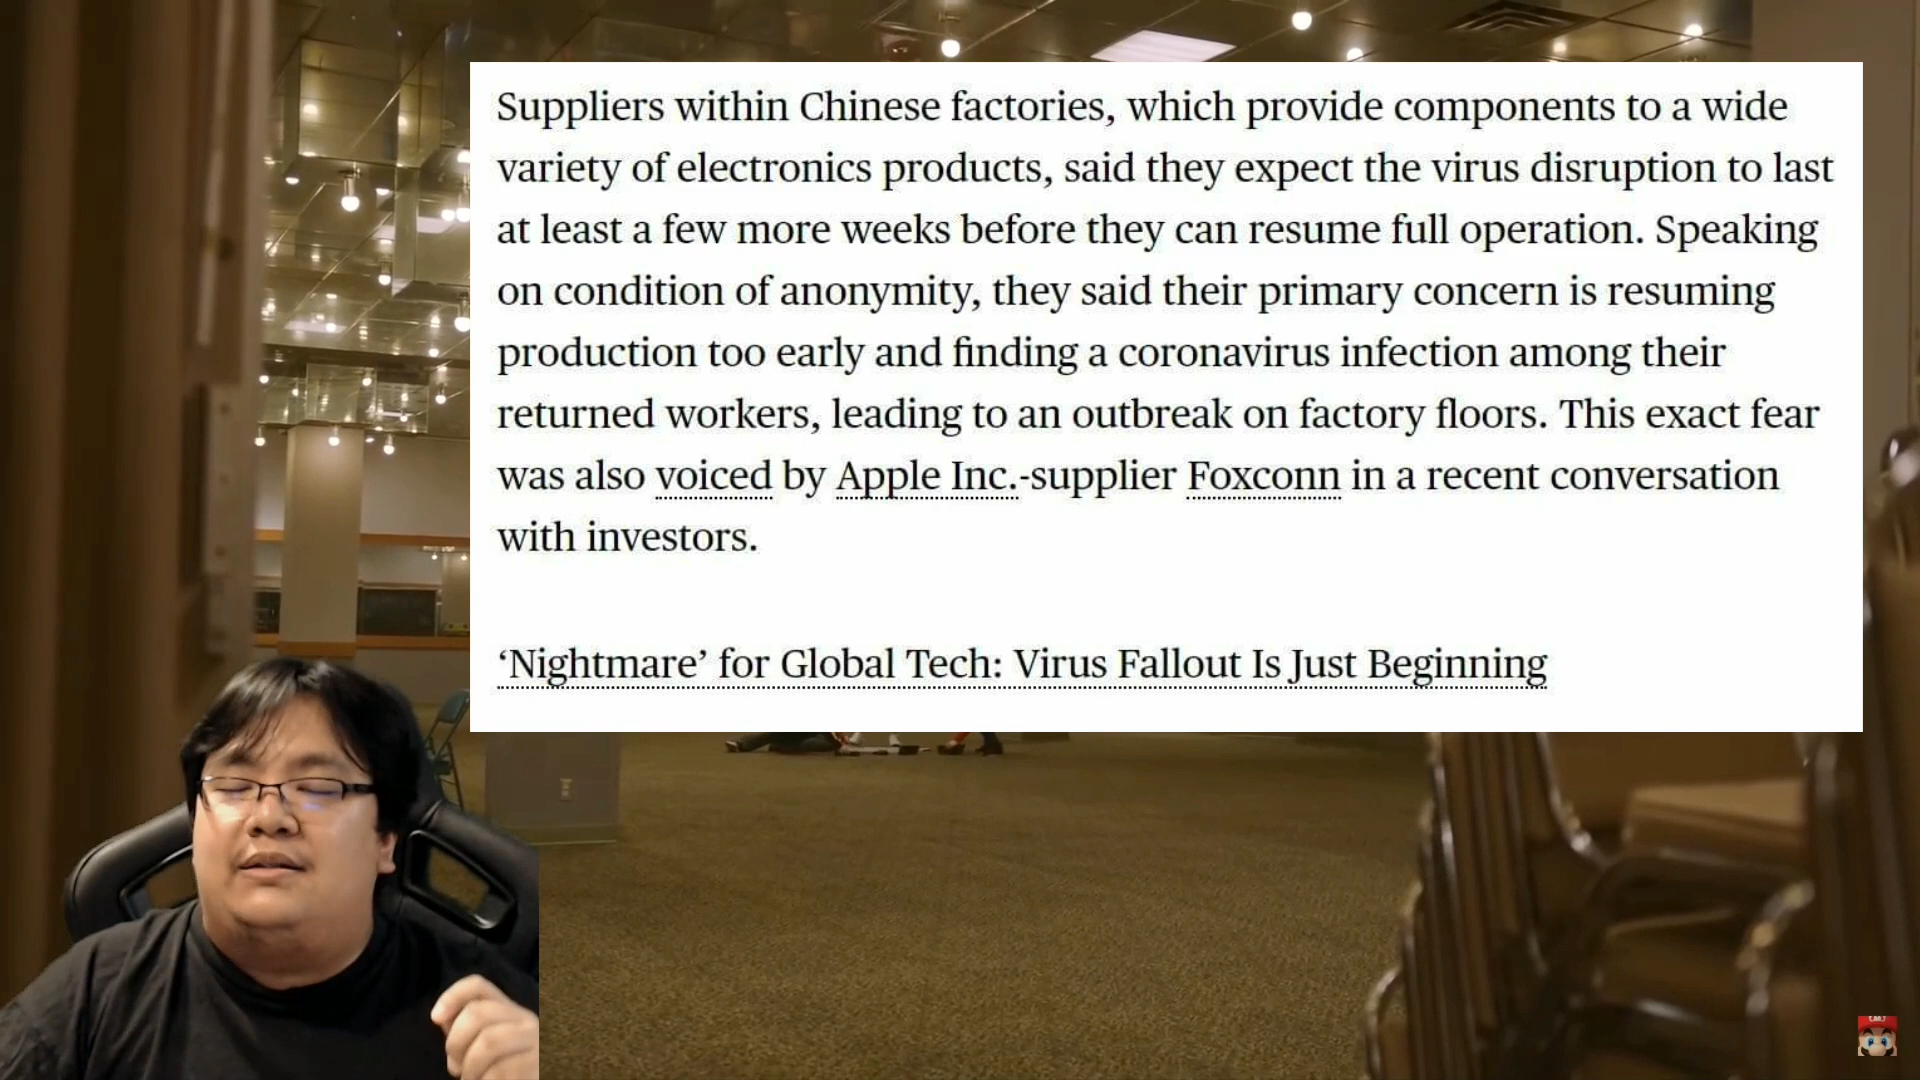 Suppliers within Chinese factories, which provide components to a wide
variety of electronics products, said they expect the virus disruption to last
at least a few more weeks before they can resume full operation. Speaking
on condition of anonymity, they said their primary concern is resuming
production too early and finding a coronavirus infection among their
returned workers, leading to an outbreak on factory floors. This exact fear
was also voiced by Apple Inc.-supplier Foxconn in a recent conversation
with investors.
‘Nightmare’ for Global Tech: Virus Fallout Is Just Beginning